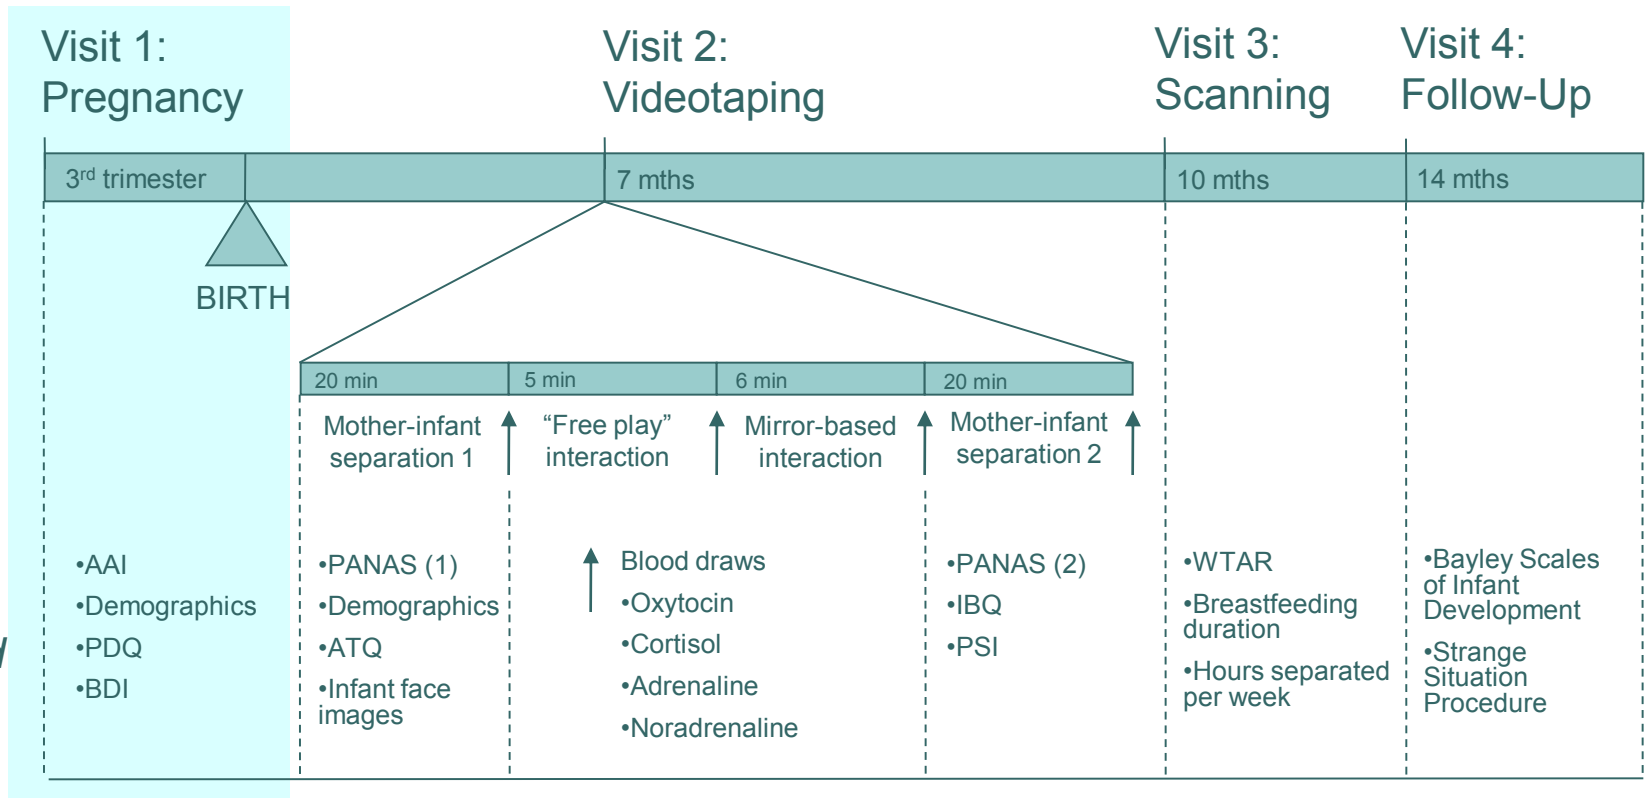 Visit 1:
Pregnancy
Visit 2:
Videotaping
Visit 3:
Scanning
Visit 4:
Follow-Up
3rd trimester
7 mths
10 mths
14 mths
BIRTH
20 min
5 min
6 min
20 min
Mother-infant
separation 1
“Free play”
interaction
Mirror-based
interaction
Mother-infant
separation 2
•AAI
•Demographics
•PDQ
•BDI
•PANAS (1)
•Demographics
•ATQ
•Infant face
images
Blood draws
•Oxytocin
•Cortisol
•Adrenaline
•Noradrenaline
•PANAS (2)
•IBQ
•PSI
•WTAR
•Breastfeeding
duration
•Hours separated
per week
•Bayley Scales
of Infant
Development
•Strange
Situation
Procedure